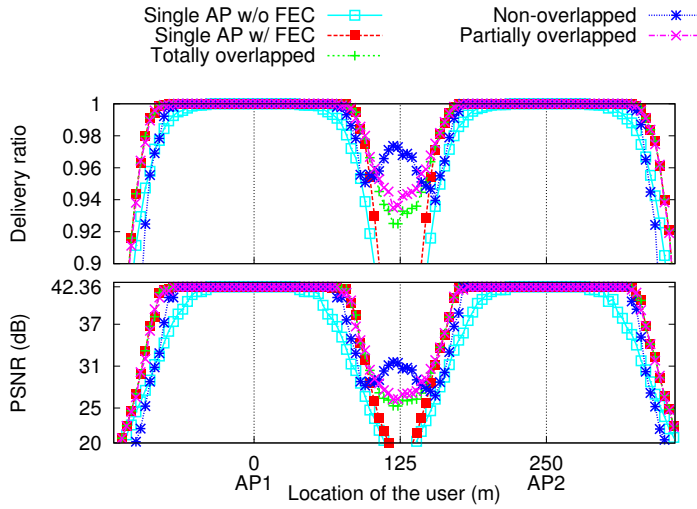 Single AP w/o FEC
Single AP w/ FEC
Totally overlapped
Non-overlapped
Partially overlapped
Delivery ratio
1
0.98
0.96
0.94
0.92
0.9
PSNR (dB)
42.36
37
31
25
20
0
125
250
AP1
Location of the user (m)
AP2